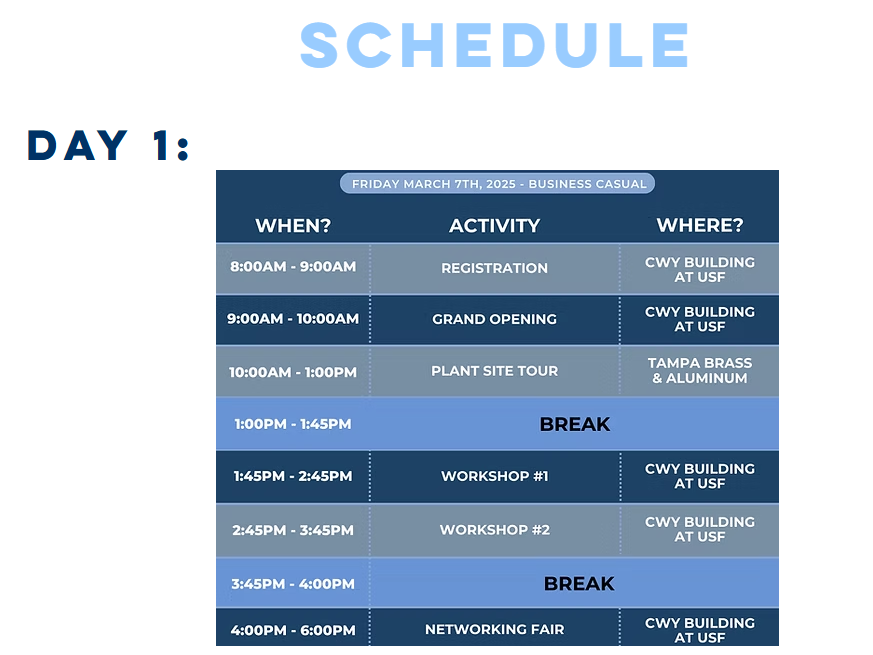 SCHEDULE
DAY 1:
FRIDAY MARCH 7TH, 2025 - BUSINESS CASUAL
WHEN? ACTIVITY WHERE?
8:00AM - 9:00AM REGISTRATION CWY BUILDING
AT USF
9:00AM - 10:00AM GRAND OPENING CWY BUILDING
AT USF
10:00AM - 1:00PM PLANT SITE TOUR TAMPA BRASS
& ALUMINUM
1:00PM - 1:45PM BREAK
1:45PM - 2:45PM WORKSHOP #1 CWY BUILDING
AT USF
2:45PM - 3:45PM WORKSHOP #2 CWY BUILDING
AT USF
3:45PM - 4:00PM BREAK
4:00PM - 6:00PM NETWORKING FAIR CWY BUILDING
AT USF